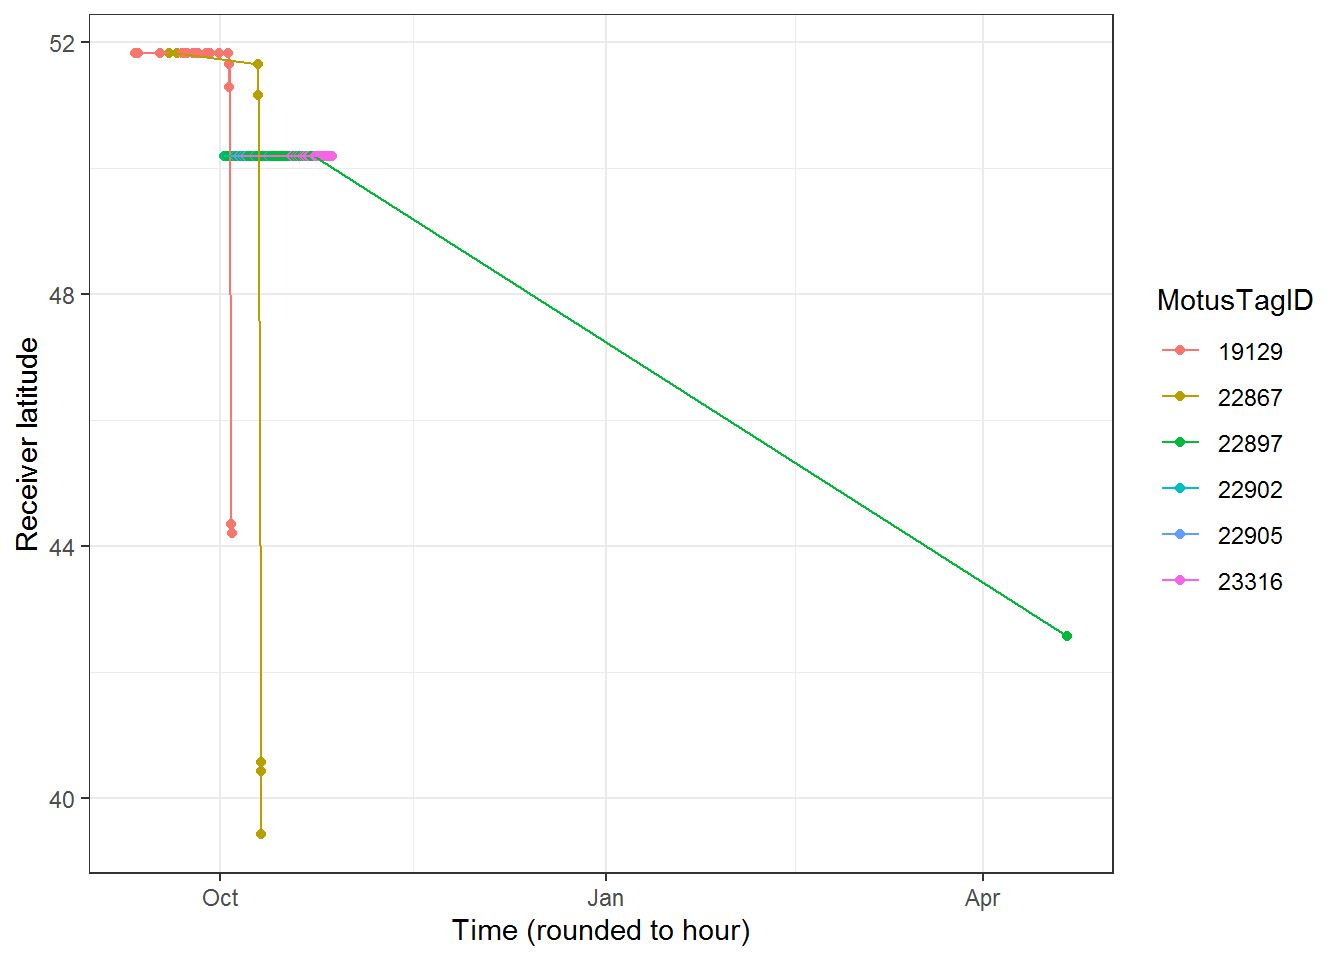 52
48
44
40
Receiver latitude
Oct
Jan
Apr
Time (rounded to hour)
MotusTagID
19129
22867
22897
22902
22905
23316